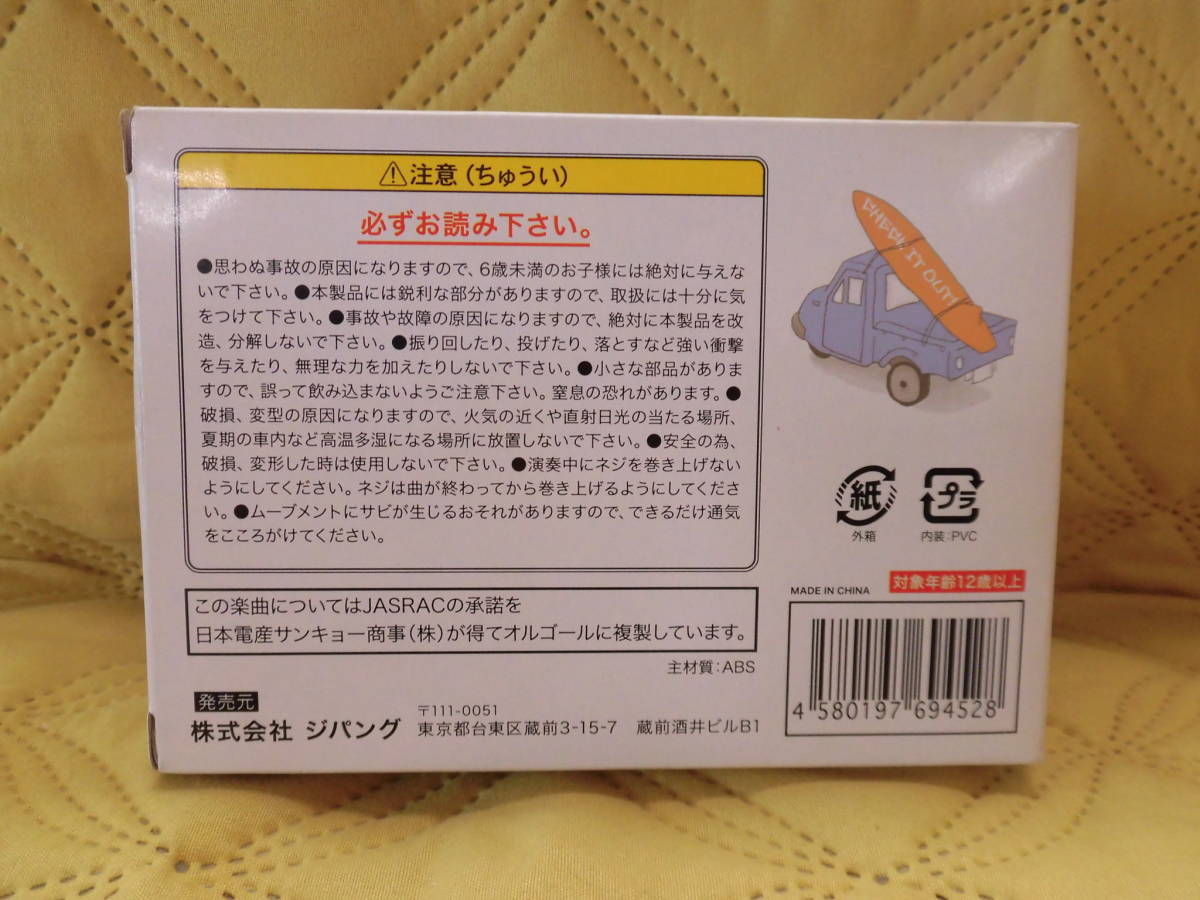 ⚠注意（ちゅうい）
必ずお読み下さい。
●思わぬ事故の原因になりますので、6歳未満のお子様には絶対に与えな
いで下さい。●本製品には鋭利な部分がありますので、取扱には十分に気
をつけて下さい。●事故や故障の原因になりますので、絶対に本製品を改
造、分解しないで下さい。●振り回したり、投げたり、落とすなど強い衝撃
を与えたり、無理な力を加えたりしないで下さい。●小さな部品がありま
すので、誤って飲み込まないようご注意下さい。窒息の恐れがあります。●
破損、変型の原因になりますので、火気の近くや直射日光の当たる場所、
夏期の車内など高温多湿になる場所に放置しないで下さい。●安全の為、
破損、変形した時は使用しないで下さい。●演奏中にネジを巻き上げない
ようにしてください。ネジは曲が終わってから巻き上げるようにしてくださ
い。●ムーブメントにサビが生じるおそれがありますので、できるだけ通気
をこころがけてください。
この楽曲についてはJASRACの承諾を
日本電産サンキョー商事（株）が得てオルゴールに複製しています。
主材質：ABS
発売元
株式会社 ジパング
〒111-0051
東京都台東区蔵前3-15-7 蔵前酒井ビルB1
CHECK IT OUT!
紙
外箱
プラ
内装：PVC
対象年齢12歳以上
MADE IN CHINA
4 580197 694528